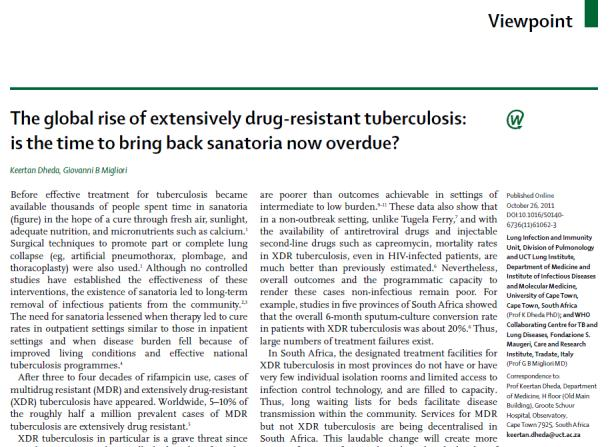 Viewpoint
The global rise of extensively drug-resistant tuberculosis:
is the time to bring back sanatoria now overdue?
Keertan Dheda, Giovanni B Migliori
Before effective treatment for tuberculosis became
available thousands of people spent time in sanatoria
(figure) in the hope of a cure through fresh air, sunlight,
adequate nutrition, and micronutrients such as calcium.1
Surgical techniques to promote part or complete lung
collapse (eg, artificial pneumothorax, plombage, and
thoracoplasty) were also used.1 Although no controlled
studies have established the effectiveness of these
interventions, the existence of sanatoria led to long-term
removal of infectious patients from the community.2,3
The need for sanatoria lessened when therapy led to cure
rates in outpatient settings similar to those in inpatient
settings and when disease burden fell because of
improved living conditions and effective national
tuberculosis programmes.4
After three to four decades of rifampicin use, cases of
multidrug resistant (MDR) and extensively drug-resistant
(XDR) tuberculosis have appeared. Worldwide, 5–10% of
the roughly half a million prevalent cases of MDR
tuberculosis are extensively drug resistant.5
XDR tuberculosis in particular is a grave threat since
are poorer than outcomes achievable in settings of
intermediate to low burden.9–11 These data also show that
in a non-outbreak setting, unlike Tugela Ferry,7 and with
the availability of antiretroviral drugs and injectable
second-line drugs such as capreomycin, mortality rates
in XDR tuberculosis, even in HIV-infected patients, are
much better than previously estimated.6 Nevertheless,
overall outcomes and the programmatic capacity to
render these cases non-infectious remain poor. For
example, studies in five provinces of South Africa showed
that the overall 6-month sputum-culture conversion rate
in patients with XDR tuberculosis was about 20%.6 Thus,
large numbers of treatment failures exist.
In South Africa, the designated treatment facilities for
XDR tuberculosis in most provinces do not have or have
very few individual isolation rooms and limited access to
infection control technology, and are filled to capacity.
Thus, long waiting lists for beds facilitate disease
transmission within the community. Services for MDR
but not XDR tuberculosis are being decentralised in
South Africa. This laudable change will create more
Published Online
October 26, 2011
DOI:10.1016/S0140-
6736(11)61062-3
Lung Infection and Immunity
Unit, Division of Pulmonology
and UCT Lung Institute,
Department of Medicine and
Institute of Infectious Diseases
and Molecular Medicine,
University of Cape Town,
Cape Town, South Africa
(Prof K Dheda PhD); and WHO
Collaborating Centre for TB and
Lung Diseases, Fondazione S.
Maugeri, Care and Research
Institute, Tradate, Italy
(Prof G B Migliori MD)
Correspondence to:
Prof Keertan Dheda, Department
of Medicine, H floor (Old Main
Building), Groote Schuur
Hospital, Observatory,
Cape Town 7925, South Africa
keertan.dheda@uct.ac.za